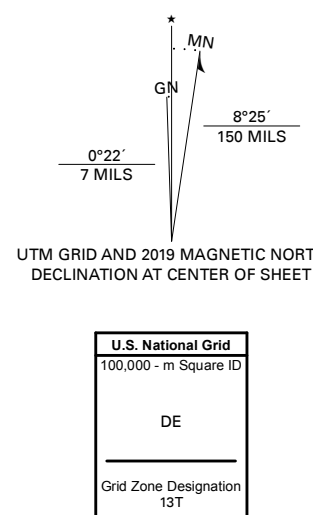 ★
MN
GN
8°25´
150 MILS
0°22´
7 MILS
UTM GRID AND 2019 MAGNETIC NORT
DECLINATION AT CENTER OF SHEET
U.S. National Grid
100,000 - m Square ID
DE
Grid Zone Designation
13T